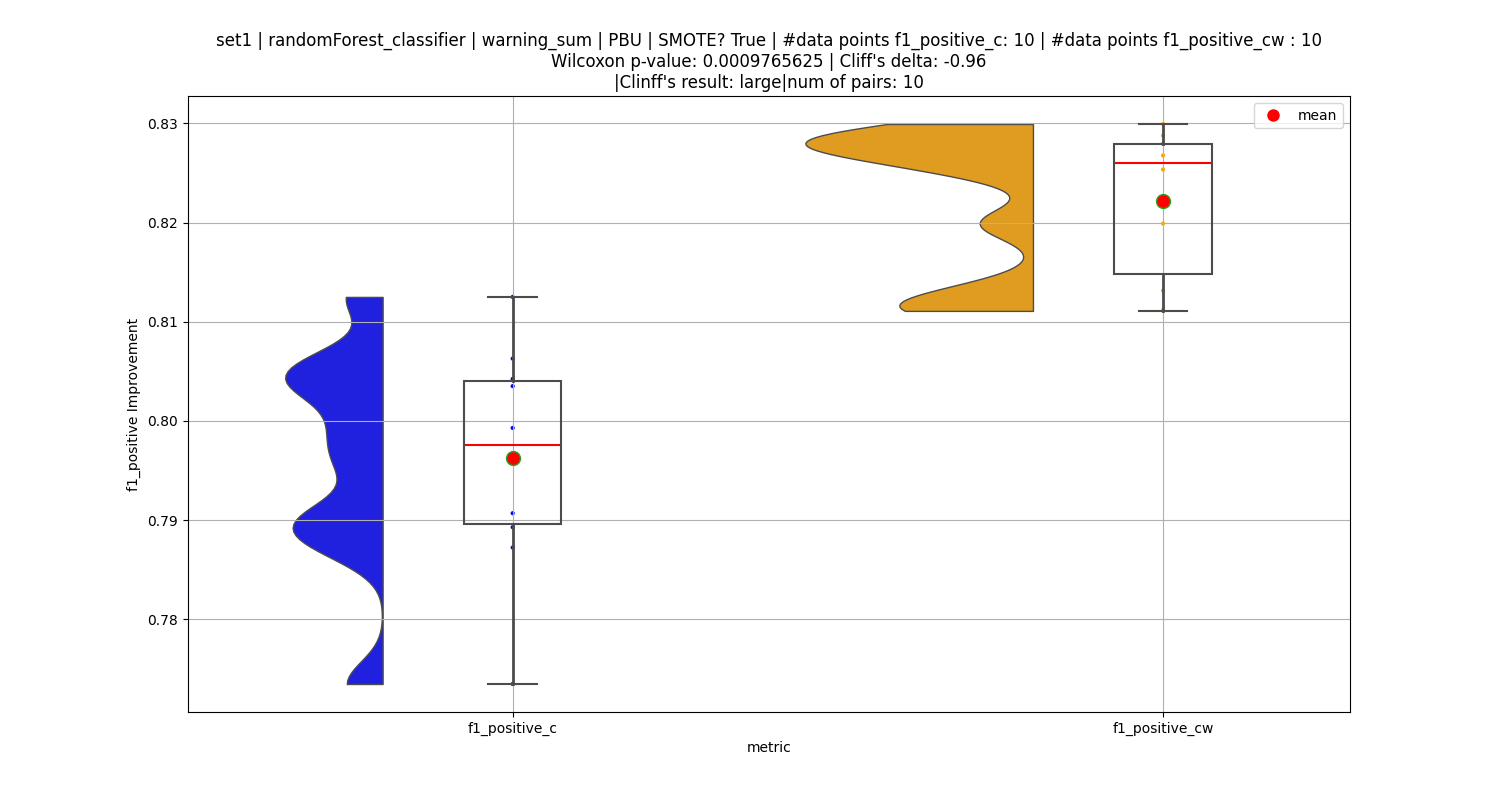 set1 | randomForest_classifier | warning_sum | PBU | SMOTE? True | #data points f1_positive_c: 10 | #data points f1_positive_cw : 10
Wilcoxon p-value: 0.0009765625 | Cliff's delta: -0.96
|Clinff's result: large|num of pairs: 10
mean
0.83
0.82
0.81
0.80
0.79
0.78
f1_positive Improvement
f1_positive_c
f1_positive_cw
metric